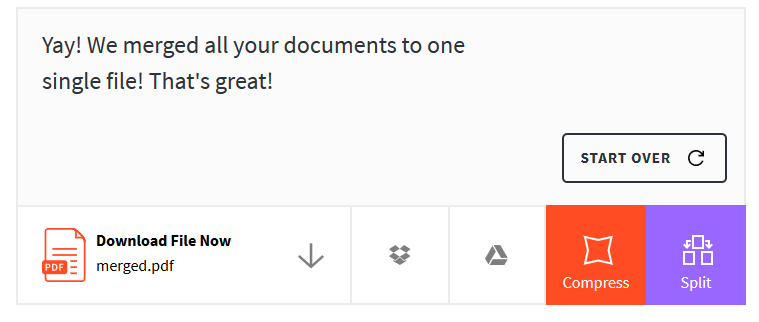 Yay! We merged all your documents to one
single file! That's great!
START OVER
Download File Now
PDF
merged.pdf
Compress
Split